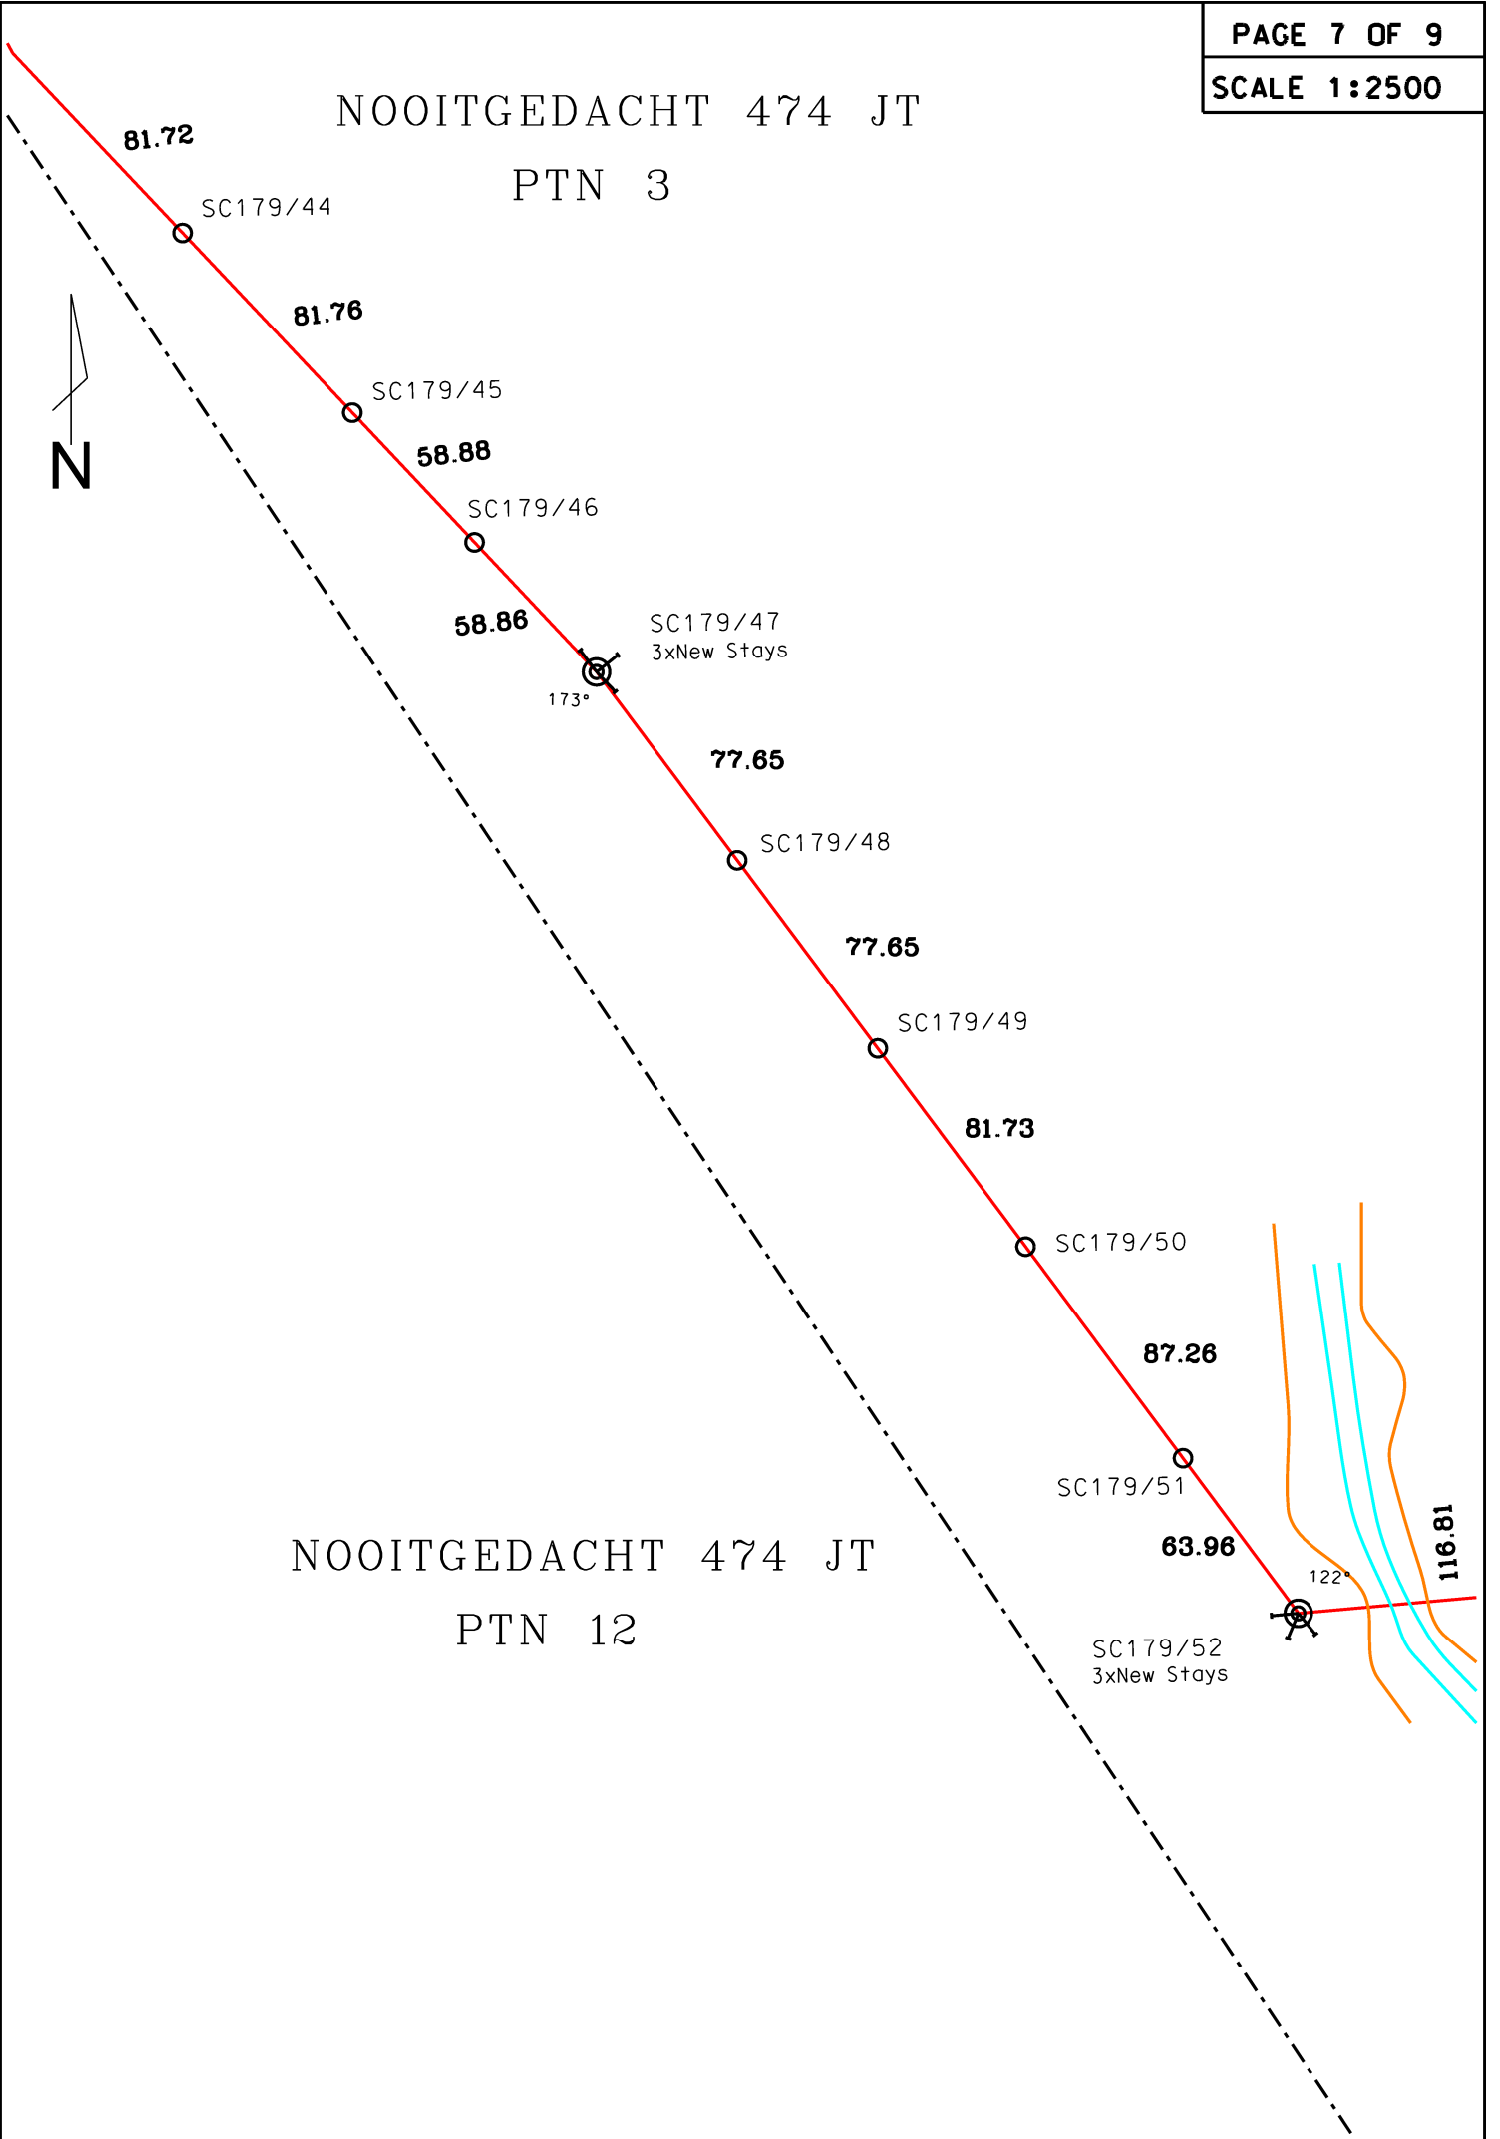 PAGE 7 OF 9
SCALE 1:2500
NOOITGEDACHT 474 JT
PTN 3
81.72
SC179/44
81.76
SC179/45
58.88
N
SC179/46
58.86
SC179/47
3xNew Stays
173°
77.65
SC179/48
77.65
SC179/49
81.73
SC179/50
87.26
SC179/51
63.96
116.81
122°
NOOITGEDACHT 474 JT
PTN 12
SC179/52
3xNew Stays